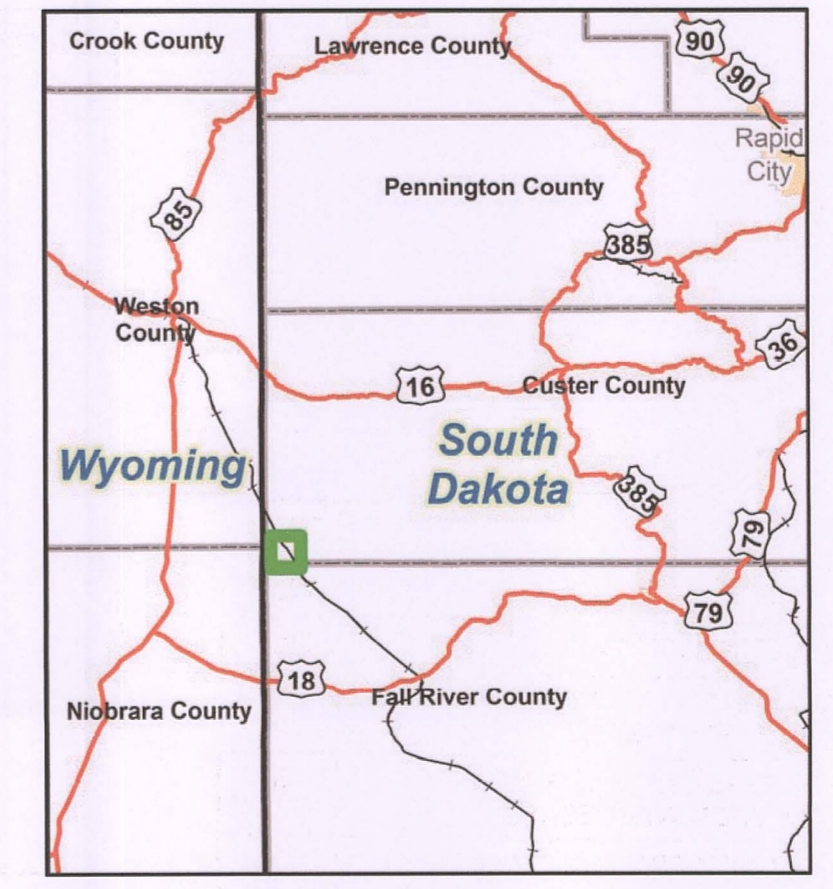 Crook County
Lawrence County
90
90
Rapid
City
Pennington County
85
385
Weston
County
36
16
Custer County
South
Dakota
Wyoming
385
79
79
18
Fall River County
Niobrara County